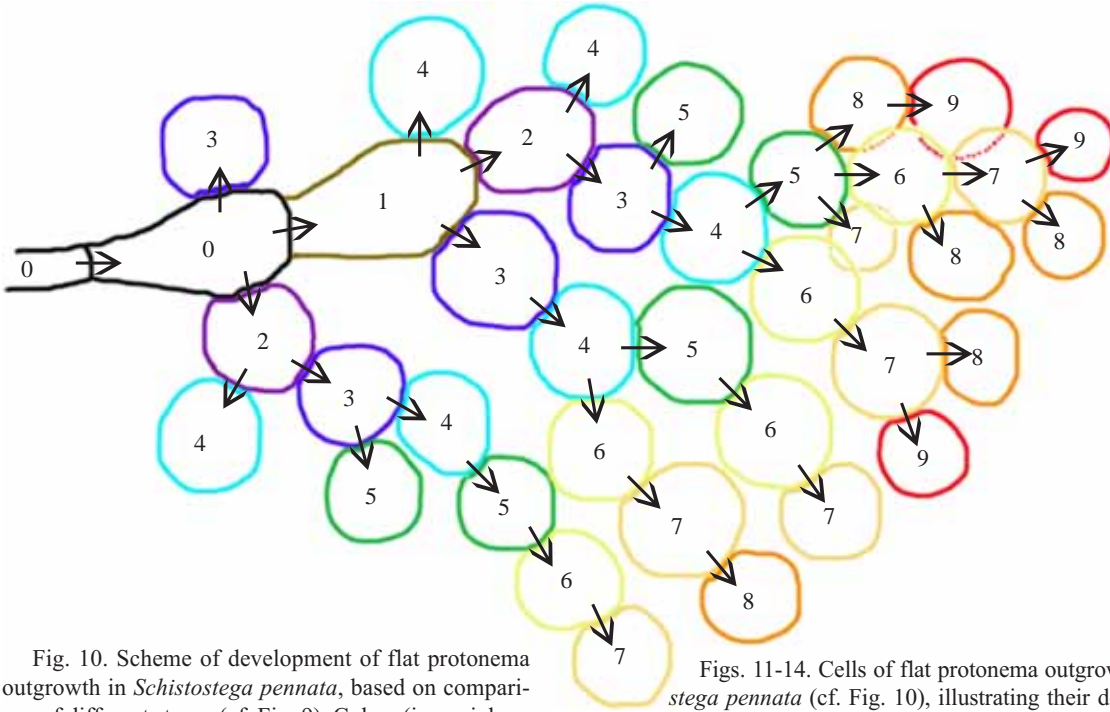 4
4
8 9
5
3 2 9
5 6 7
1 3
4 7 8
0 8
0 3
6
2 4 5 7 8
3
4 6
4 6 9
5 5 7
7
6 8
7
Fig. 10. Scheme of development of flat protonema
outgrowth in Schistostega pennata, based on compari-
Figs. 11-14. Cells of flat protonema outgrow
stega pennata (cf. Fig. 10), illustrating their d